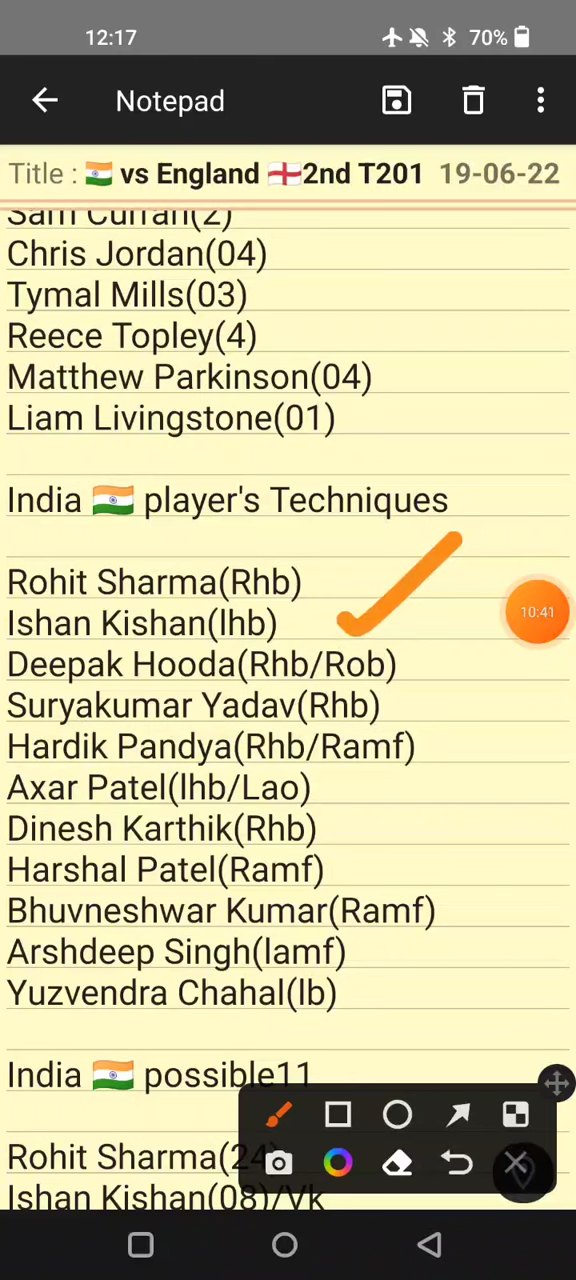 12:17 70%
Notepad
Title : 🇮🇳 vs England 🏴󠁧󠁢󠁥󠁮󠁧󠁿2nd T201 19-06-22
Sam Curran(2)
Chris Jordan(04)
Tymal Mills(03)
Reece Topley(4)
Matthew Parkinson(04)
Liam Livingstone(01)
India 🇮🇳 player's Techniques
Rohit Sharma(Rhb)
Ishan Kishan(lhb)
10:41
Deepak Hooda(Rhb/Rob)
Suryakumar Yadav(Rhb)
Hardik Pandya(Rhb/Ramf)
Axar Patel(lhb/Lao)
Dinesh Karthik(Rhb)
Harshal Patel(Ramf)
Bhuvneshwar Kumar(Ramf)
Arshdeep Singh(lamf)
Yuzvendra Chahal(lb)
India 🇮🇳 possible11
Rohit Sharma(24)
Ishan Kishan(08)/Vk